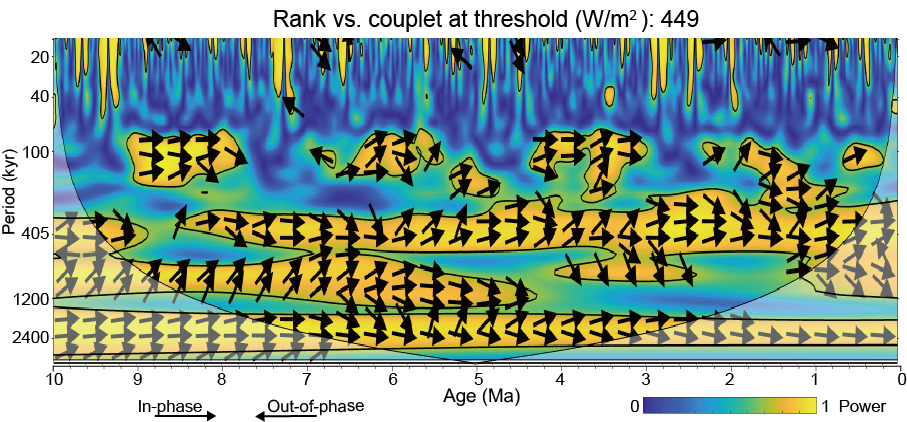 Rank vs. couplet at threshold (W/m² ): 449
Period (kyr)
20
40
100
405
1200
2400
10 9 8 7 6 5 4 3 2 1 0
Age (Ma)
In-phase Out-of-phase
0 1 Power